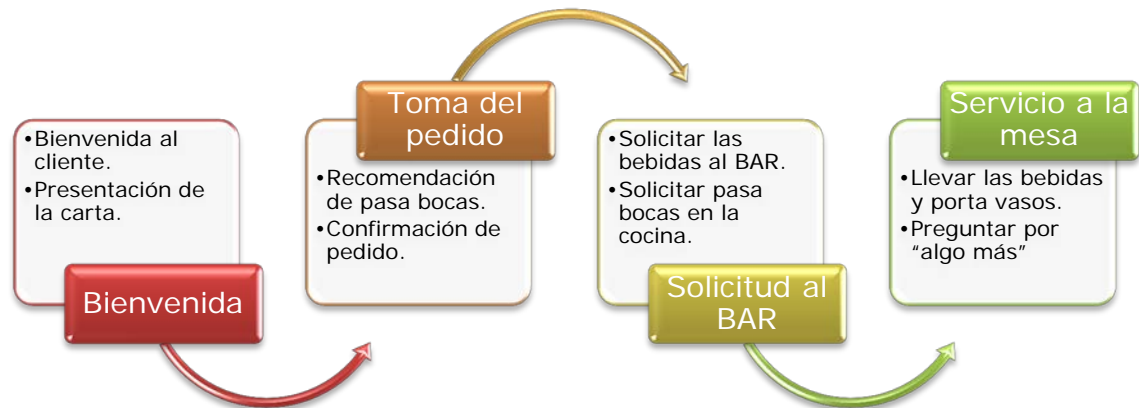 •Bienvenida al
cliente.
•Presentación de
la carta.
Bienvenida
Toma del
pedido
•Recomendación
de pasa bocas.
•Confirmación de
pedido.
•Solicitar las
bebidas al BAR.
•Solicitar pasa
bocas en la
cocina.
Solicitud al
BAR
Servicio a la
mesa
•Llevar las bebidas
y porta vasos.
•Preguntar por
“algo más”